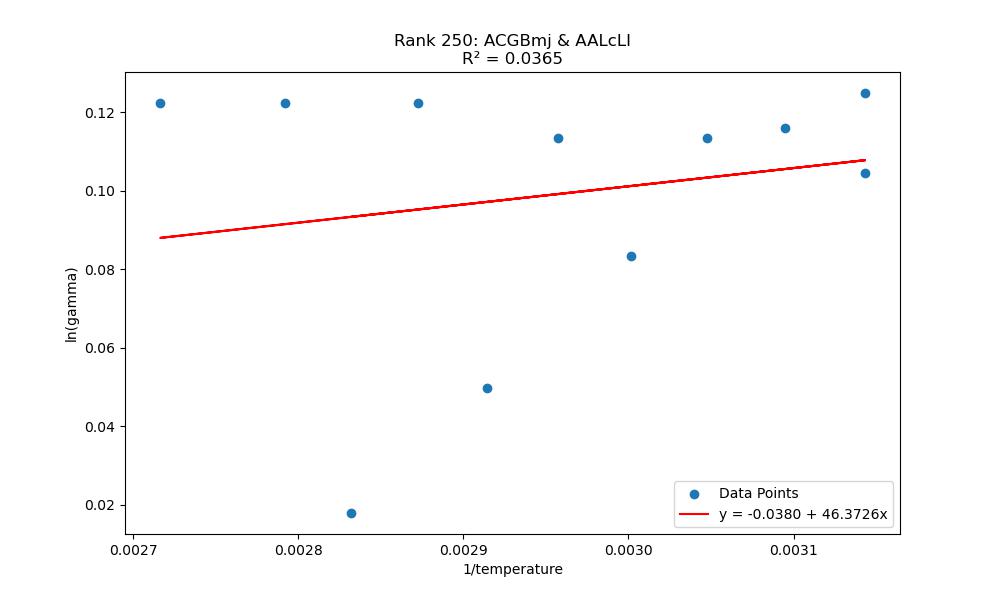 Rank 250: ACGBmj & AALcLI
R² = 0.0365
ln(gamma)
0.12
0.10
0.08
0.06
0.04
0.02
Data Points
y = -0.0380 + 46.3726x
0.0027
0.0028
0.0029
0.0030
0.0031
1/temperature